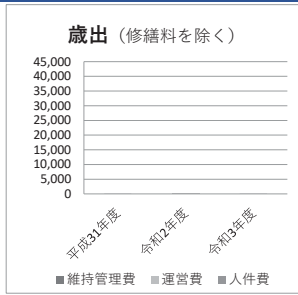 歳出（修繕料を除く）
45,000
40,000
35,000
30,000
25,000
20,000
15,000
10,000
5,000
0
平成31年度
令和2年度
令和3年度
維持管理費 運営費 人件費